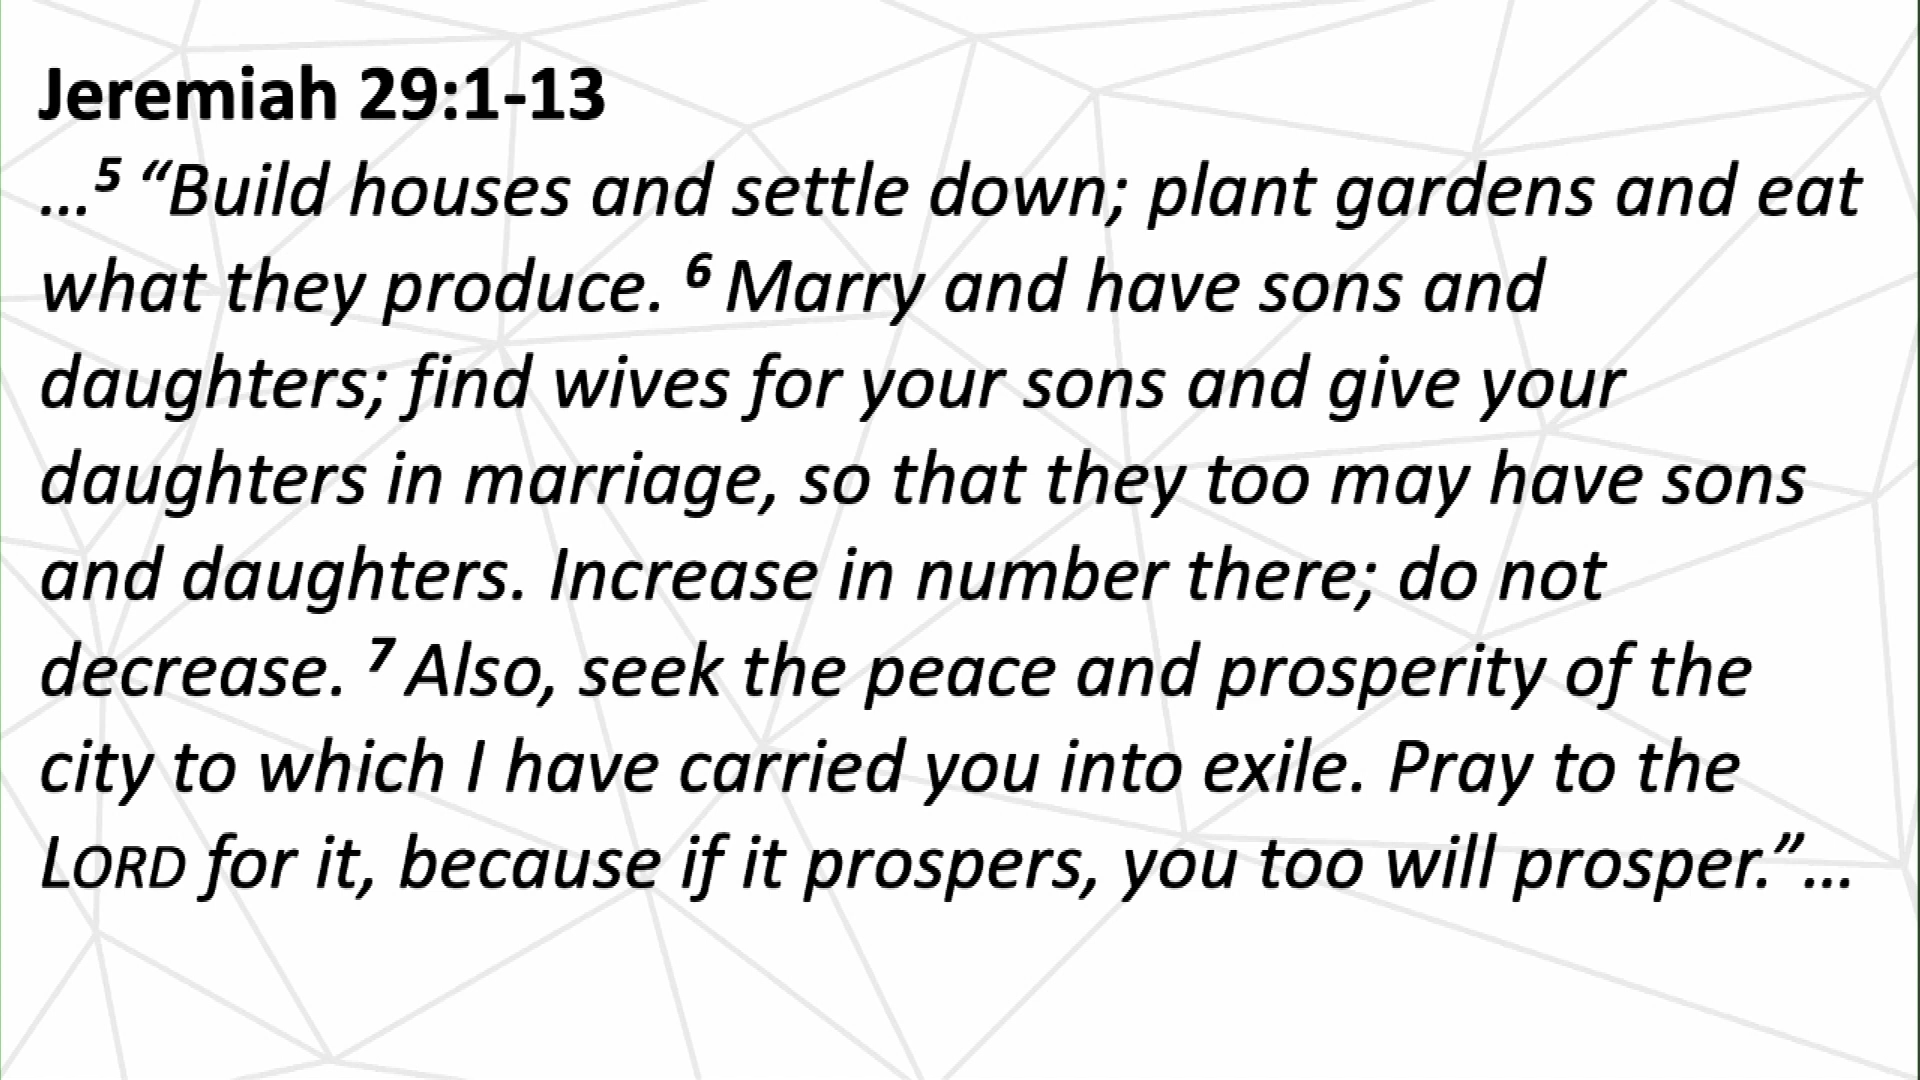 Jeremiah 29:1-13
...5 “Build houses and settle down; plant gardens and eat
what they produce. 6 Marry and have sons and
daughters; find wives for your sons and give your
daughters in marriage, so that they too may have sons
and daughters. Increase in number there; do not
decrease. 7 Also, seek the peace and prosperity of the
city to which I have carried you into exile. Pray to the
LORD for it, because if it prospers, you too will prosper.”...